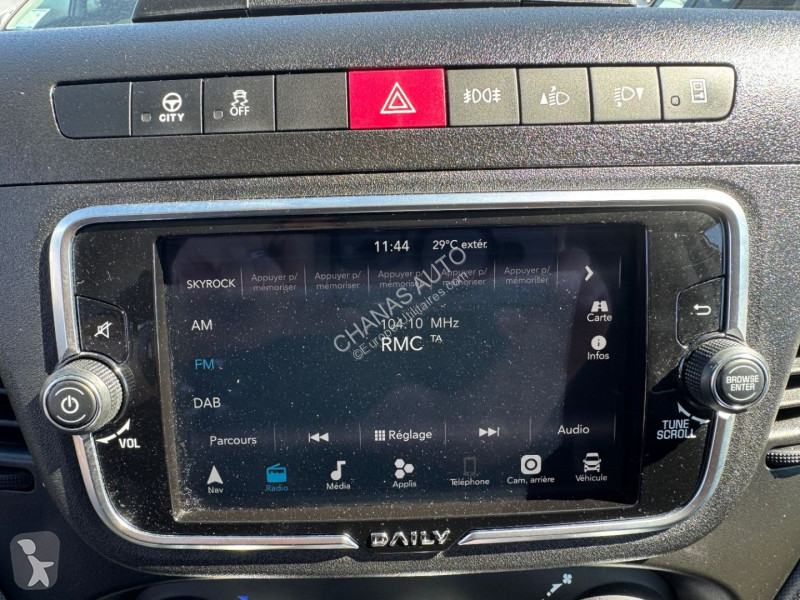 CITY
OFF
11:44 29°C extér.
SKYROCK Appuyer p/ mémoriser Appuyer p/ mémoriser Appuyer p/ mémoriser Appuyer p/ mémoriser Appuyer p/ mémoriser
Carte
AM 104.10 MHz
RMC TA
Infos
FM
DAB
Parcours Réglage Audio
Nav Radio Média Applis Téléphone Cam, arrière Véhicule
VOL
BROWSE
ENTER
TUNE
SCROLL
DAILY
CHANAS AUTO
©EuropeUtilitaires.com